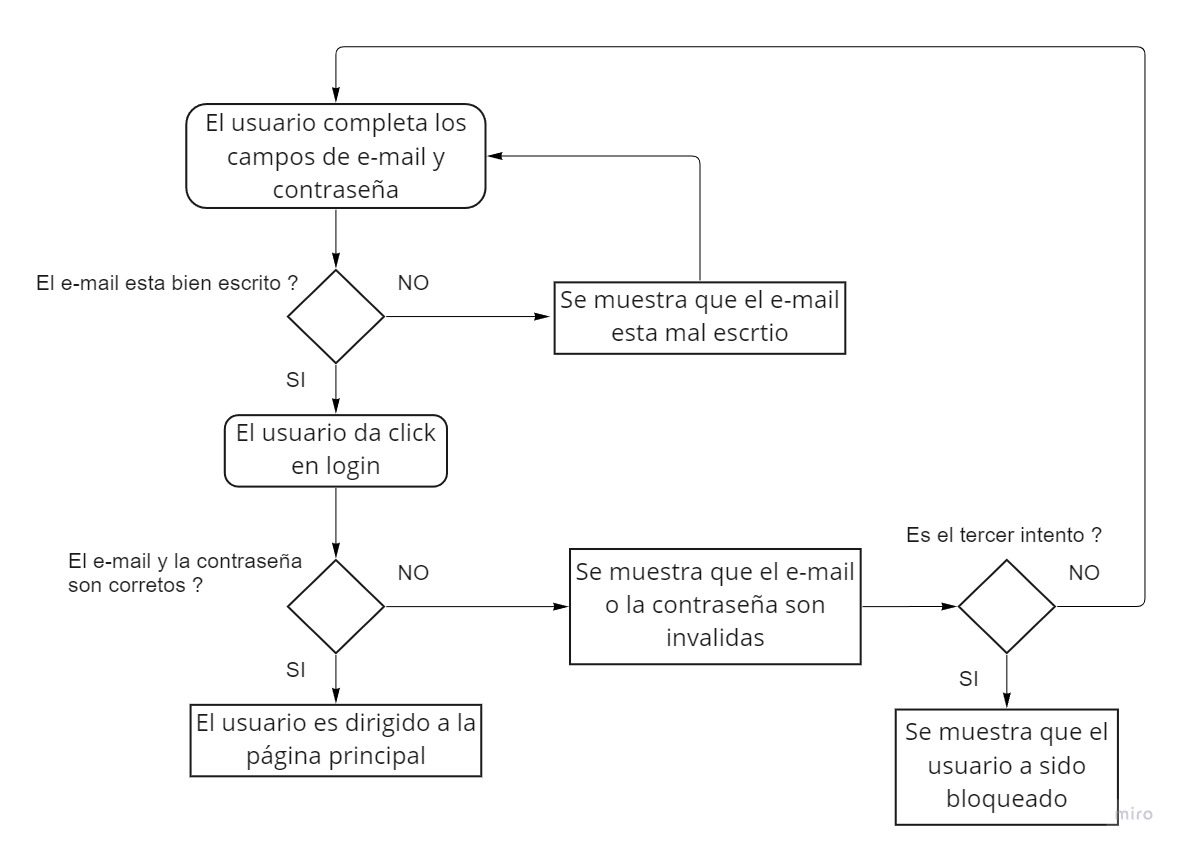 El usuario completa los
campos de e-mail y
contraseña
El e-mail esta bien escrito ?
NO
Se muestra que el e-mail
esta mal escrtio
SI
El usuario da click
en login
El e-mail y la contraseña
son corretos ?
NO
Se muestra que el e-mail
o la contraseña son
invalidas
Es el tercer intento ?
NO
SI
El usuario es dirigido a la
página principal
SI
Se muestra que el
usuario a sido
bloqueado
miro